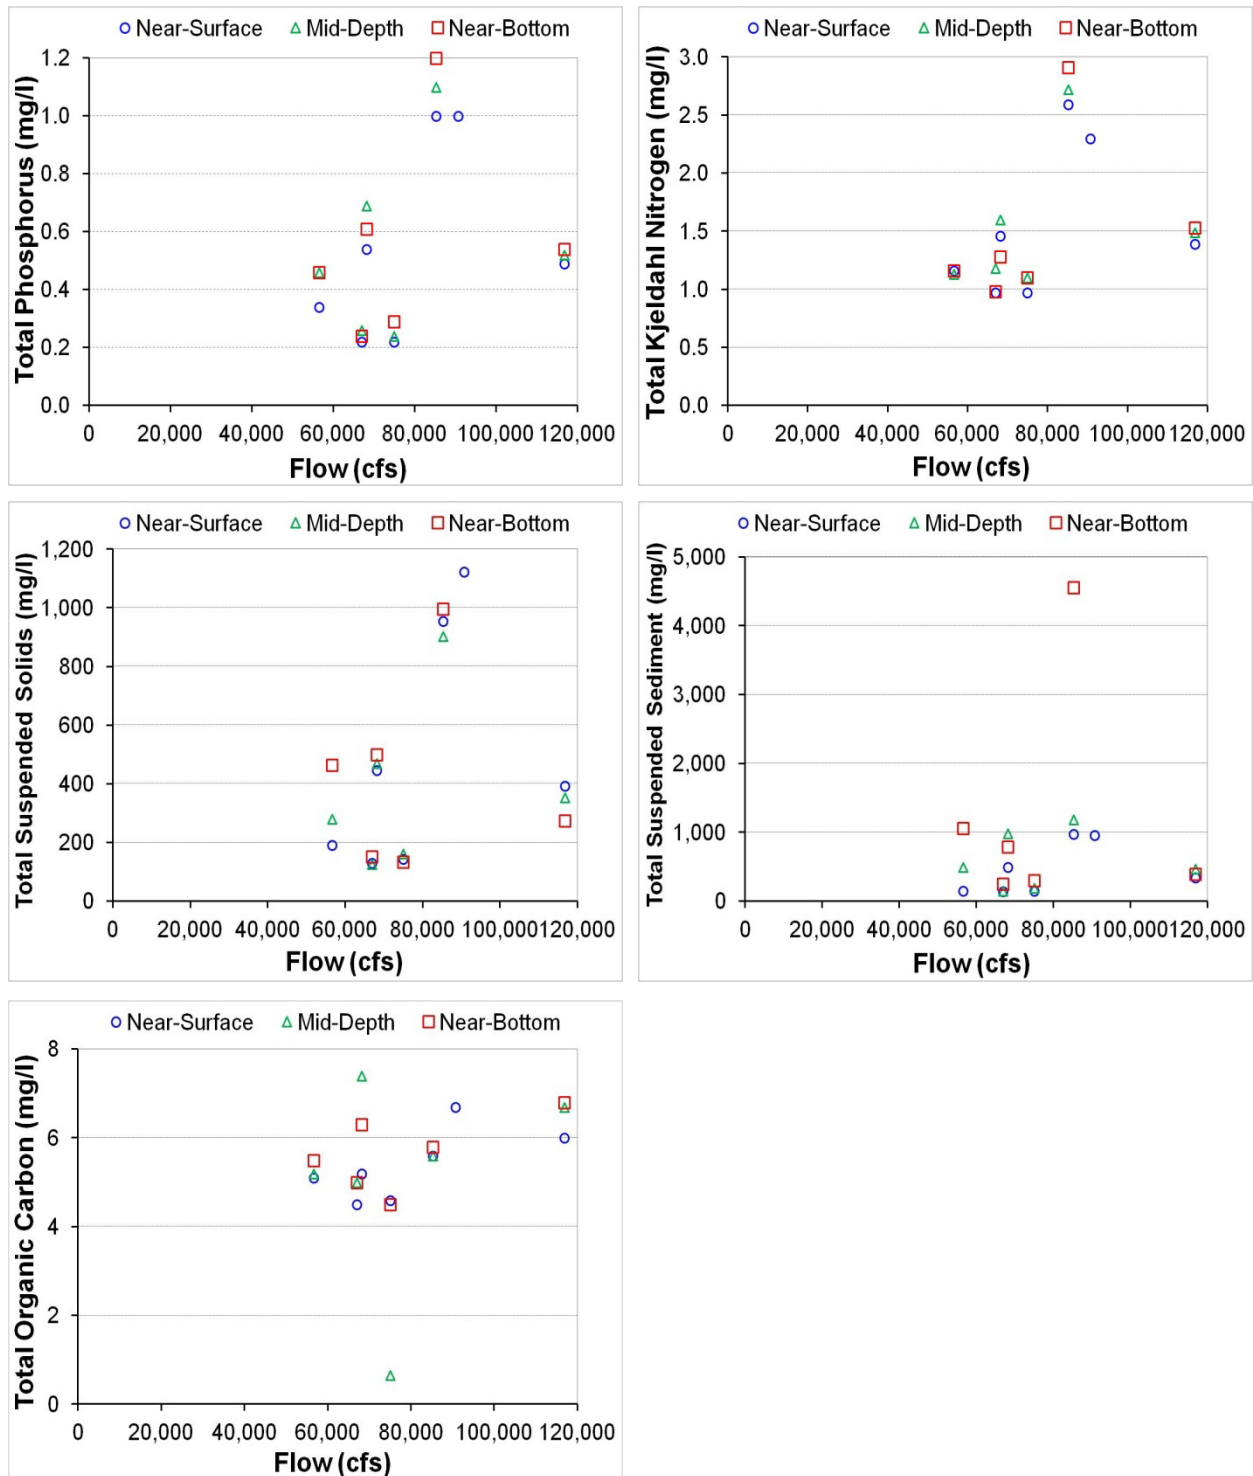 Near-Surface Mid-Depth Near-Bottom
Total Phosphorus (mg/l)
1.2
1.0
0.8
0.6
0.4
0.2
0.0
0 20,000 40,000 60,000 80,000 100,000 120,000
Flow (cfs)
Near-Surface Mid-Depth Near-Bottom
Total Kjeldahl Nitrogen (mg/l)
3.0
2.5
2.0
1.5
1.0
0.5
0.0
0 20,000 40,000 60,000 80,000 100,000 120,000
Flow (cfs)
Near-Surface Mid-Depth Near-Bottom
Total Suspended Solids (mg/l)
1,200
1,000
800
600
400
200
0
0 20,000 40,000 60,000 80,000 100,000 120,000
Flow (cfs)
Near-Surface Mid-Depth Near-Bottom
Total Suspended Sediment (mg/l)
5,000
4,000
3,000
2,000
1,000
0
0 20,000 40,000 60,000 80,000 100,000 120,000
Flow (cfs)
Near-Surface Mid-Depth Near-Bottom
Total Organic Carbon (mg/l)
8
6
4
2
0
0 20,000 40,000 60,000 80,000 100,000 120,000
Flow (cfs)